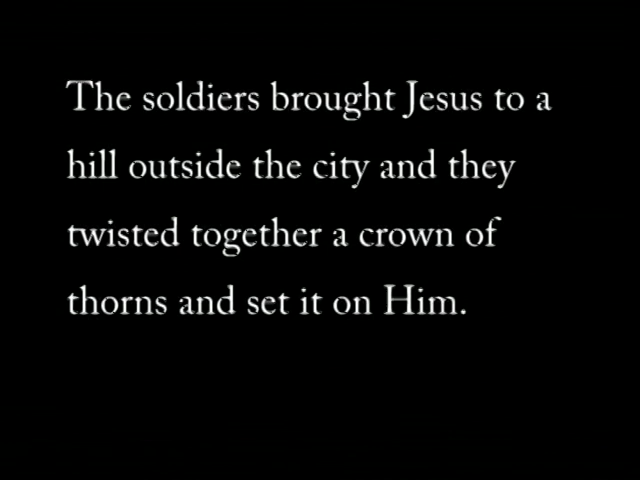 The soldiers brought Jesus to a
hill outside the city and they
twisted together a crown of
thorns and set it on Him.